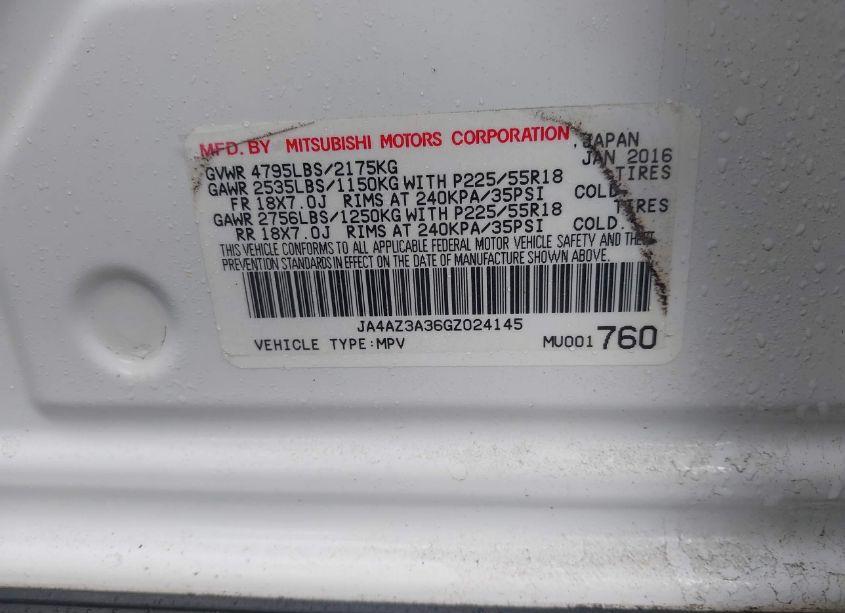 MFD. BY MITSUBISHI MOTORS CORPORATION , JAPAN
GVWR 4795LBS/2175KG JAN 2016
GAWR 2535LBS/1150KG WITH P225/55R18 TIRES
FR 18X7.0J RIMS AT 240KPA/35PSI COLD.
GAWR 2756LBS/1250KG WITH P225/55R18 TIRES
RR 18X7.0J RIMS AT 240KPA/35PSI COLD.
THIS VEHICLE CONFORMS TO ALL APPLICABLE FEDERAL MOTOR VEHICLE SAFETY AND THEFT
PREVENTION STANDARDS IN EFFECT ON THE DATE OF MANUFACTURE SHOWN ABOVE.
JA4AZ3A36GZ024145
VEHICLE TYPE:MPV MU001760